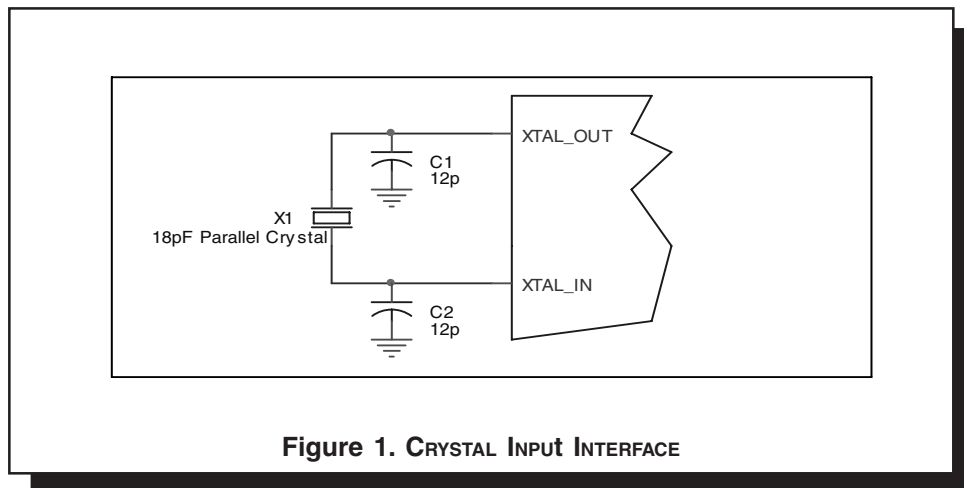 XTAL_OUT
C1
12p
X1
18pF Parallel Crystal
XTAL_IN
C2
12p
Figure 1. CRYSTAL INPUt INTERFACE